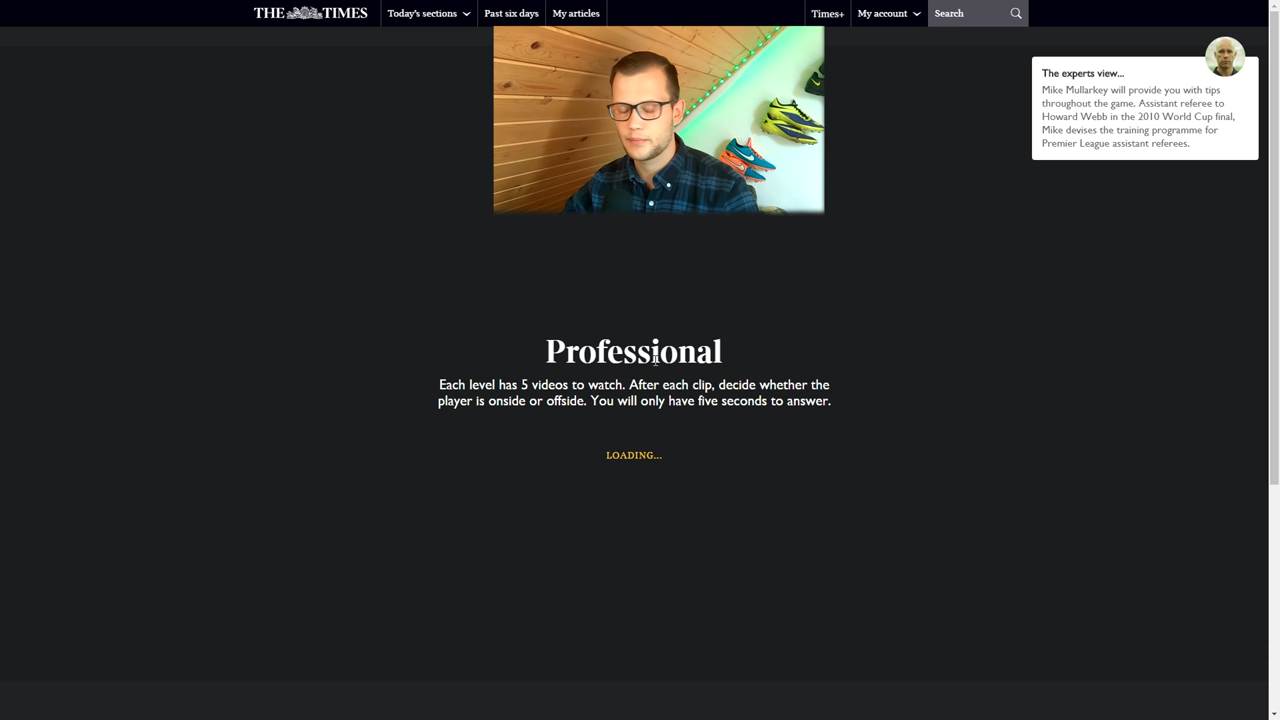 THE TIMES
Today's sections
Past six days
My articles
Times+
My account
Search
The experts view...
Mike Mullarkey will provide you with tips
throughout the game. Assistant referee to
Howard Webb in the 2010 World Cup final,
Mike devises the training programme for
Premier League assistant referees.
Professional
Each level has 5 videos to watch. After each clip, decide whether the
player is onside or offside. You will only have five seconds to answer.
LOADING...